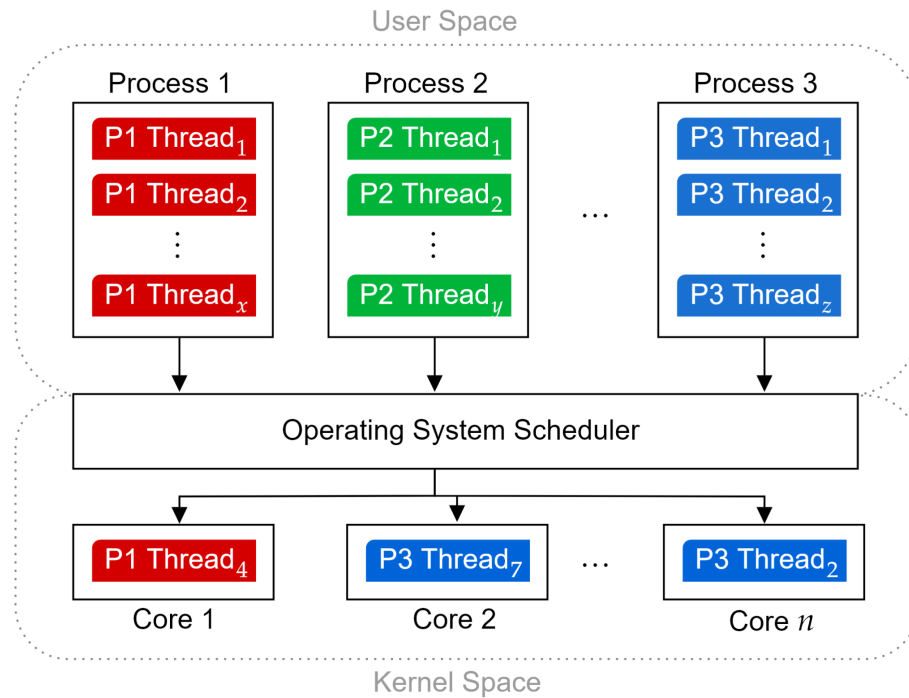 User Space
Process 1 Process 2 Process 3
P1 Thread₁ P2 Thread₁ P3 Thread₁
P1 Thread₂ P2 Thread₂ ... P3 Thread₂
⋮ ⋮ ⋮
P1 Threadₓ P2 Thread_y P3 Thread_z
Operating System Scheduler
P1 Thread₄ P3 Thread₇ ... P3 Thread₂
Core 1 Core 2 Core n
Kernel Space